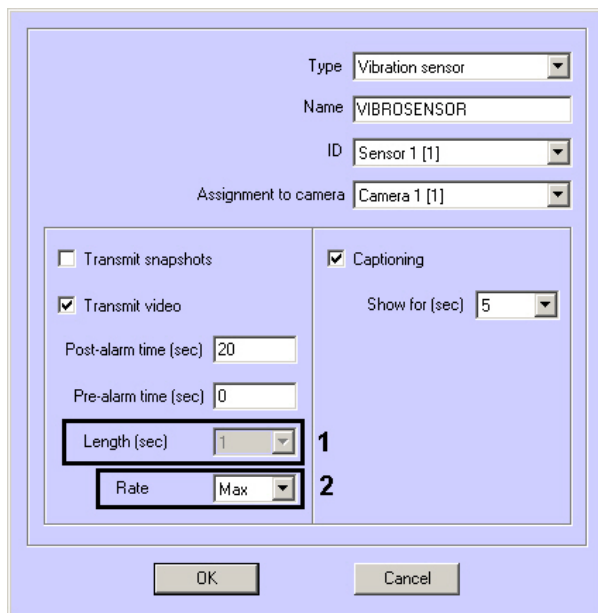 Type Vibration sensor
Name VIBROSENSOR
ID Sensor 1 [1]
Assignment to camera Camera 1 [1]
Transmit snapshots
Transmit video
Post-alarm time (sec) 20
Pre-alarm time (sec) 0
Length (sec) 1 1
Rate Max 2
Captioning
Show for (sec) 5
OK Cancel